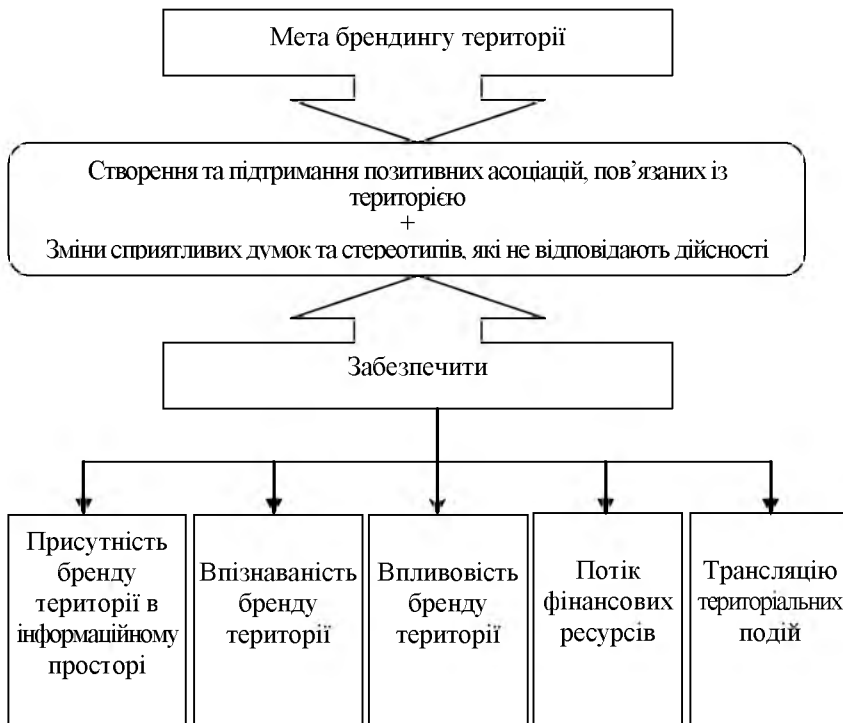 Мета брендингу території
Створення та підтримання позитивних асоціацій, пов’язаних із
територією
+
Зміни сприятливих думок та стереотипів, які не відповідають дійсності
Забезпечити
Присутність
бренду
території в
інформаційному
просторі
Впізнаваність
бренду
території
Впливовість
бренду
території
Потік
фінансових
ресурсів
Трансляцію
територіальних
подій